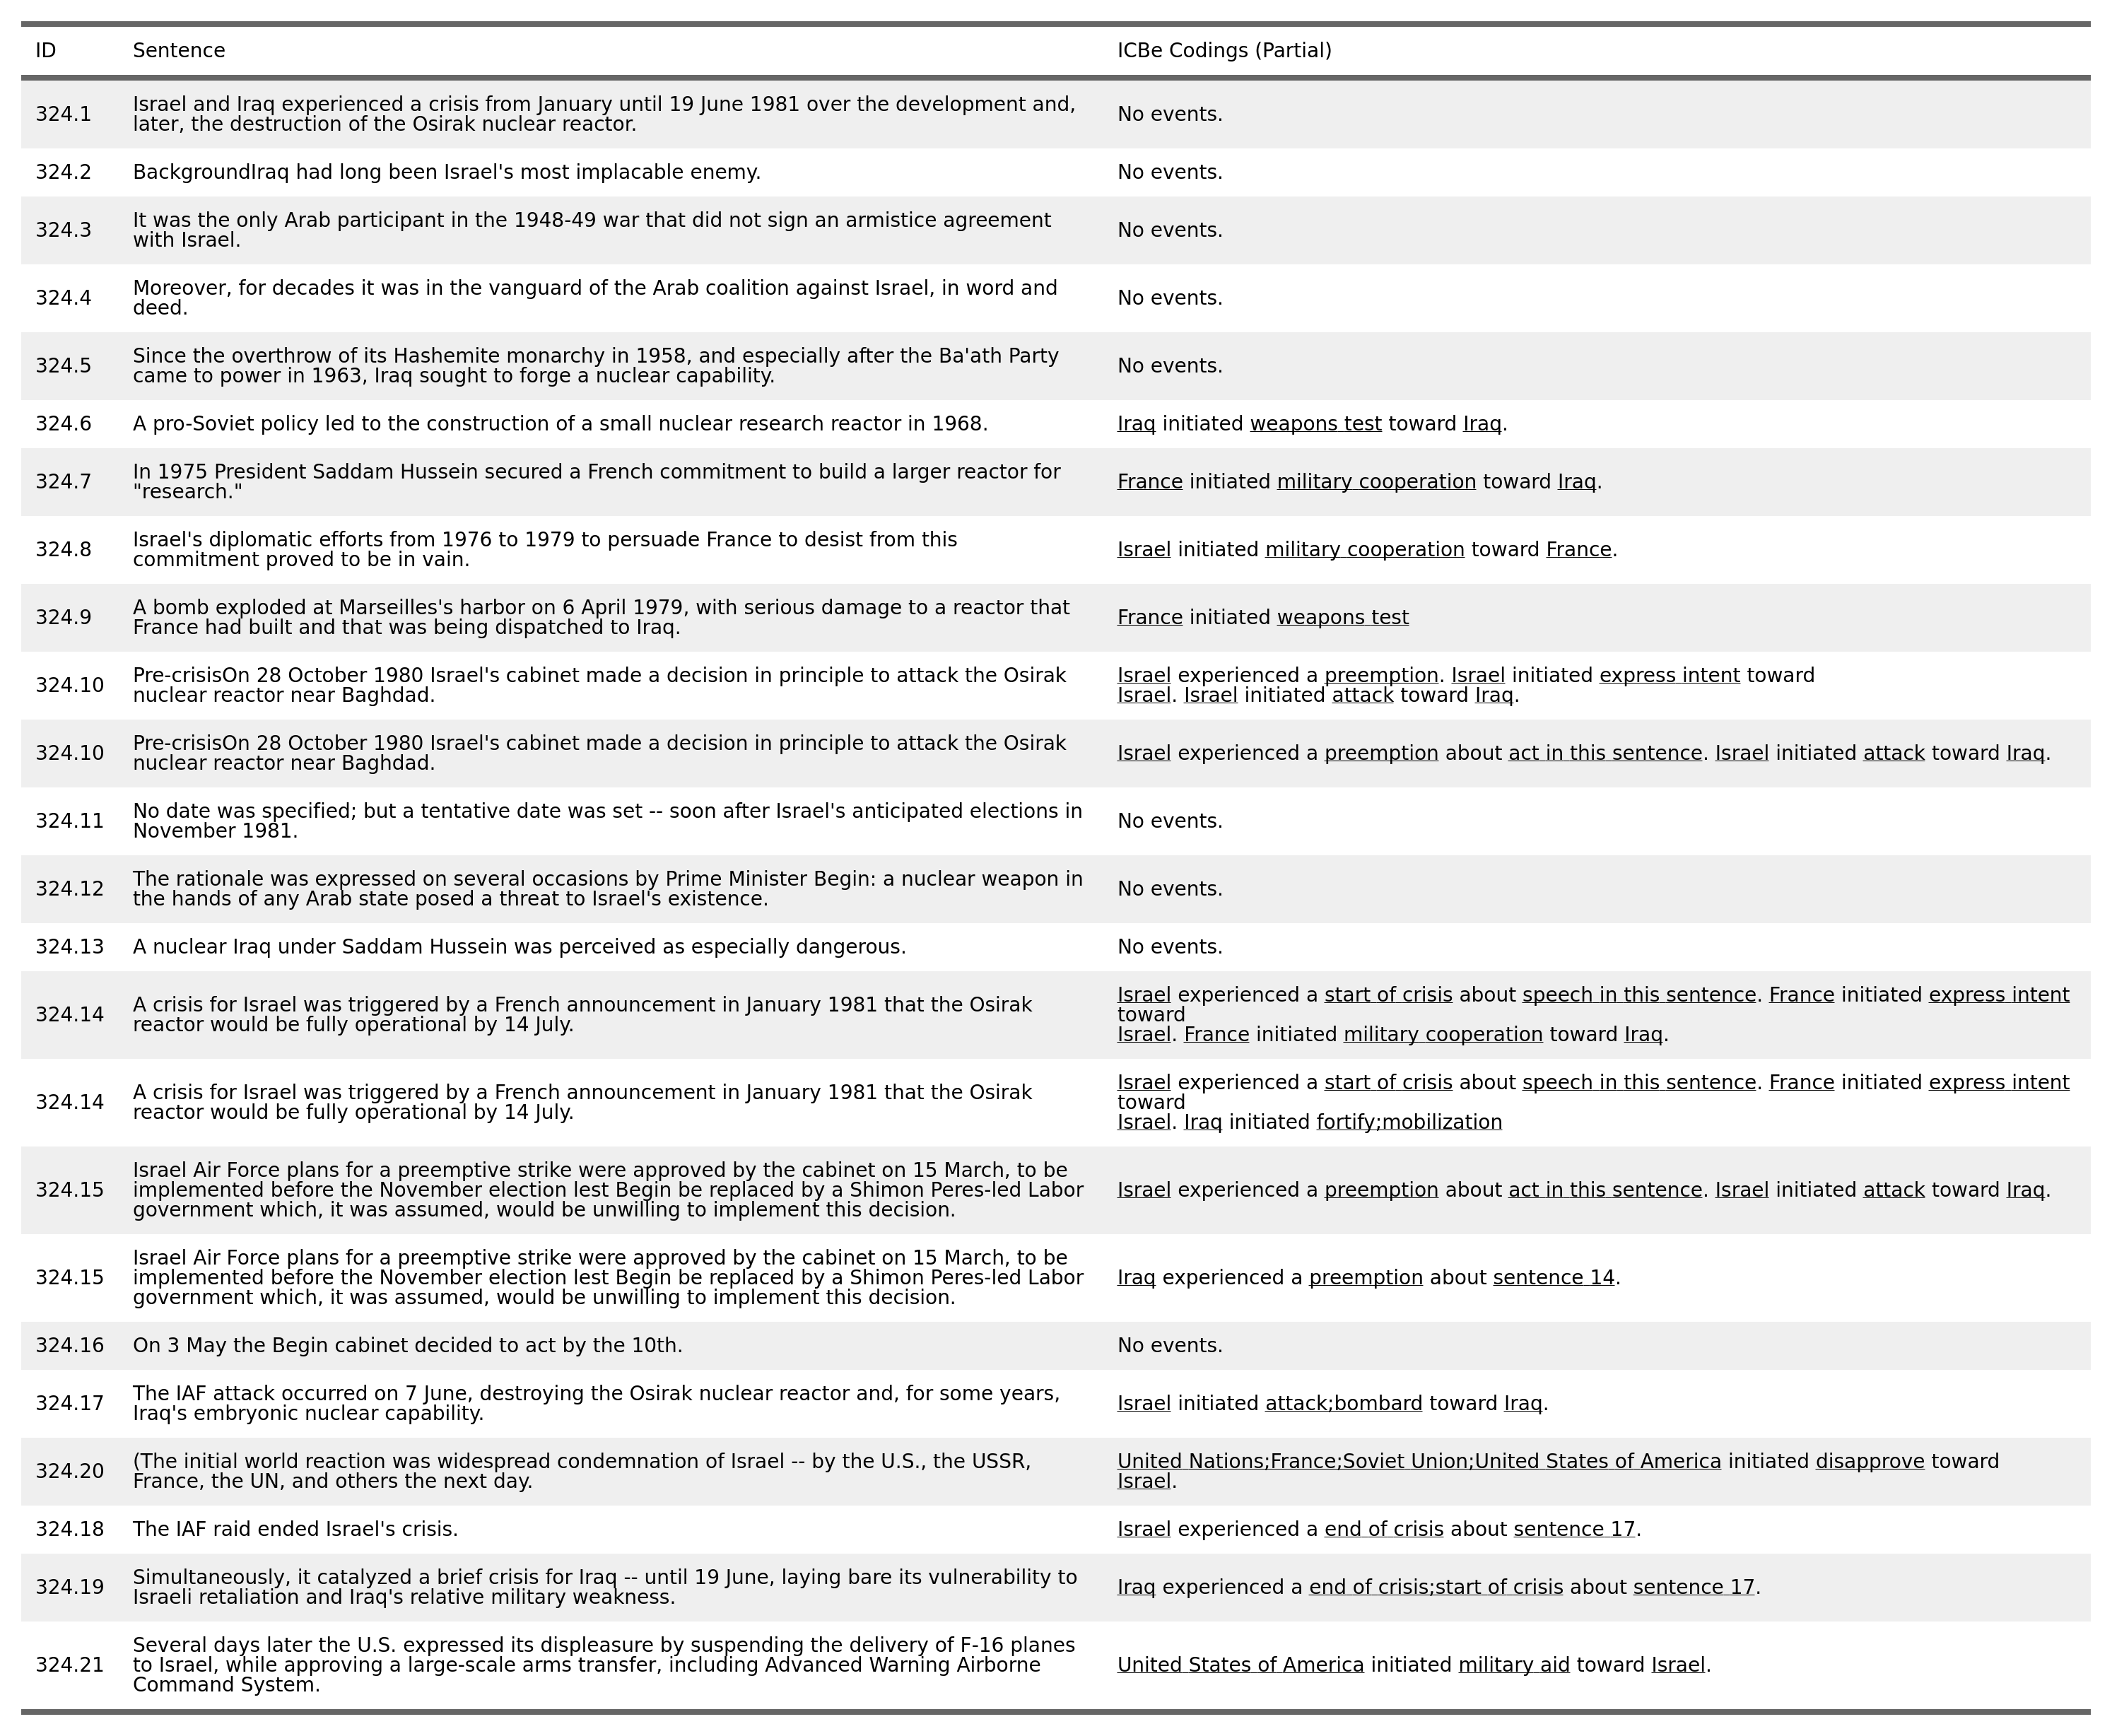 ID Sentence ICBe Codings (Partial)
324.1 Israel and Iraq experienced a crisis from January until 19 June 1981 over the development and,
later, the destruction of the Osirak nuclear reactor. No events.
324.2 BackgroundIraq had long been Israel's most implacable enemy. No events.
324.3 It was the only Arab participant in the 1948-49 war that did not sign an armistice agreement
with Israel. No events.
324.4 Moreover, for decades it was in the vanguard of the Arab coalition against Israel, in word and
deed. No events.
324.5 Since the overthrow of its Hashemite monarchy in 1958, and especially after the Ba'ath Party
came to power in 1963, Iraq sought to forge a nuclear capability. No events.
324.6 A pro-Soviet policy led to the construction of a small nuclear research reactor in 1968. Iraq initiated weapons test toward Iraq.
324.7 In 1975 President Saddam Hussein secured a French commitment to build a larger reactor for
"research." France initiated military cooperation toward Iraq.
324.8 Israel's diplomatic efforts from 1976 to 1979 to persuade France to desist from this
commitment proved to be in vain. Israel initiated military cooperation toward France.
324.9 A bomb exploded at Marseilles's harbor on 6 April 1979, with serious damage to a reactor that
France had built and that was being dispatched to Iraq. France initiated weapons test
324.10 Pre-crisisOn 28 October 1980 Israel's cabinet made a decision in principle to attack the Osirak
nuclear reactor near Baghdad. Israel experienced a preemption. Israel initiated express intent toward
Israel. Israel initiated attack toward Iraq.
324.10 Pre-crisisOn 28 October 1980 Israel's cabinet made a decision in principle to attack the Osirak
nuclear reactor near Baghdad. Israel experienced a preemption about act in this sentence. Israel initiated attack toward Iraq.
324.11 No date was specified; but a tentative date was set -- soon after Israel's anticipated elections in
November 1981. No events.
324.12 The rationale was expressed on several occasions by Prime Minister Begin: a nuclear weapon in
the hands of any Arab state posed a threat to Israel's existence. No events.
324.13 A nuclear Iraq under Saddam Hussein was perceived as especially dangerous. No events.
324.14 A crisis for Israel was triggered by a French announcement in January 1981 that the Osirak
reactor would be fully operational by 14 July. Israel experienced a start of crisis about speech in this sentence. France initiated express intent
toward
Israel. France initiated military cooperation toward Iraq.
324.14 A crisis for Israel was triggered by a French announcement in January 1981 that the Osirak
reactor would be fully operational by 14 July. Israel experienced a start of crisis about speech in this sentence. France initiated express intent
toward
Israel. Iraq initiated fortify;mobilization
324.15 Israel Air Force plans for a preemptive strike were approved by the cabinet on 15 March, to be
implemented before the November election lest Begin be replaced by a Shimon Peres-led Labor
government which, it was assumed, would be unwilling to implement this decision. Israel experienced a preemption about act in this sentence. Israel initiated attack toward Iraq.
324.15 Israel Air Force plans for a preemptive strike were approved by the cabinet on 15 March, to be
implemented before the November election lest Begin be replaced by a Shimon Peres-led Labor
government which, it was assumed, would be unwilling to implement this decision. Iraq experienced a preemption about sentence 14.
324.16 On 3 May the Begin cabinet decided to act by the 10th. No events.
324.17 The IAF attack occurred on 7 June, destroying the Osirak nuclear reactor and, for some years,
Iraq's embryonic nuclear capability. Israel initiated attack;bombard toward Iraq.
324.20 (The initial world reaction was widespread condemnation of Israel -- by the U.S., the USSR,
France, the UN, and others the next day. United Nations;France;Soviet Union;United States of America initiated disapprove toward
Israel.
324.18 The IAF raid ended Israel's crisis. Israel experienced a end of crisis about sentence 17.
324.19 Simultaneously, it catalyzed a brief crisis for Iraq -- until 19 June, laying bare its vulnerability to
Israeli retaliation and Iraq's relative military weakness. Iraq experienced a end of crisis;start of crisis about sentence 17.
324.21 Several days later the U.S. expressed its displeasure by suspending the delivery of F-16 planes
to Israel, while approving a large-scale arms transfer, including Advanced Warning Airborne
Command System. United States of America initiated military aid toward Israel.